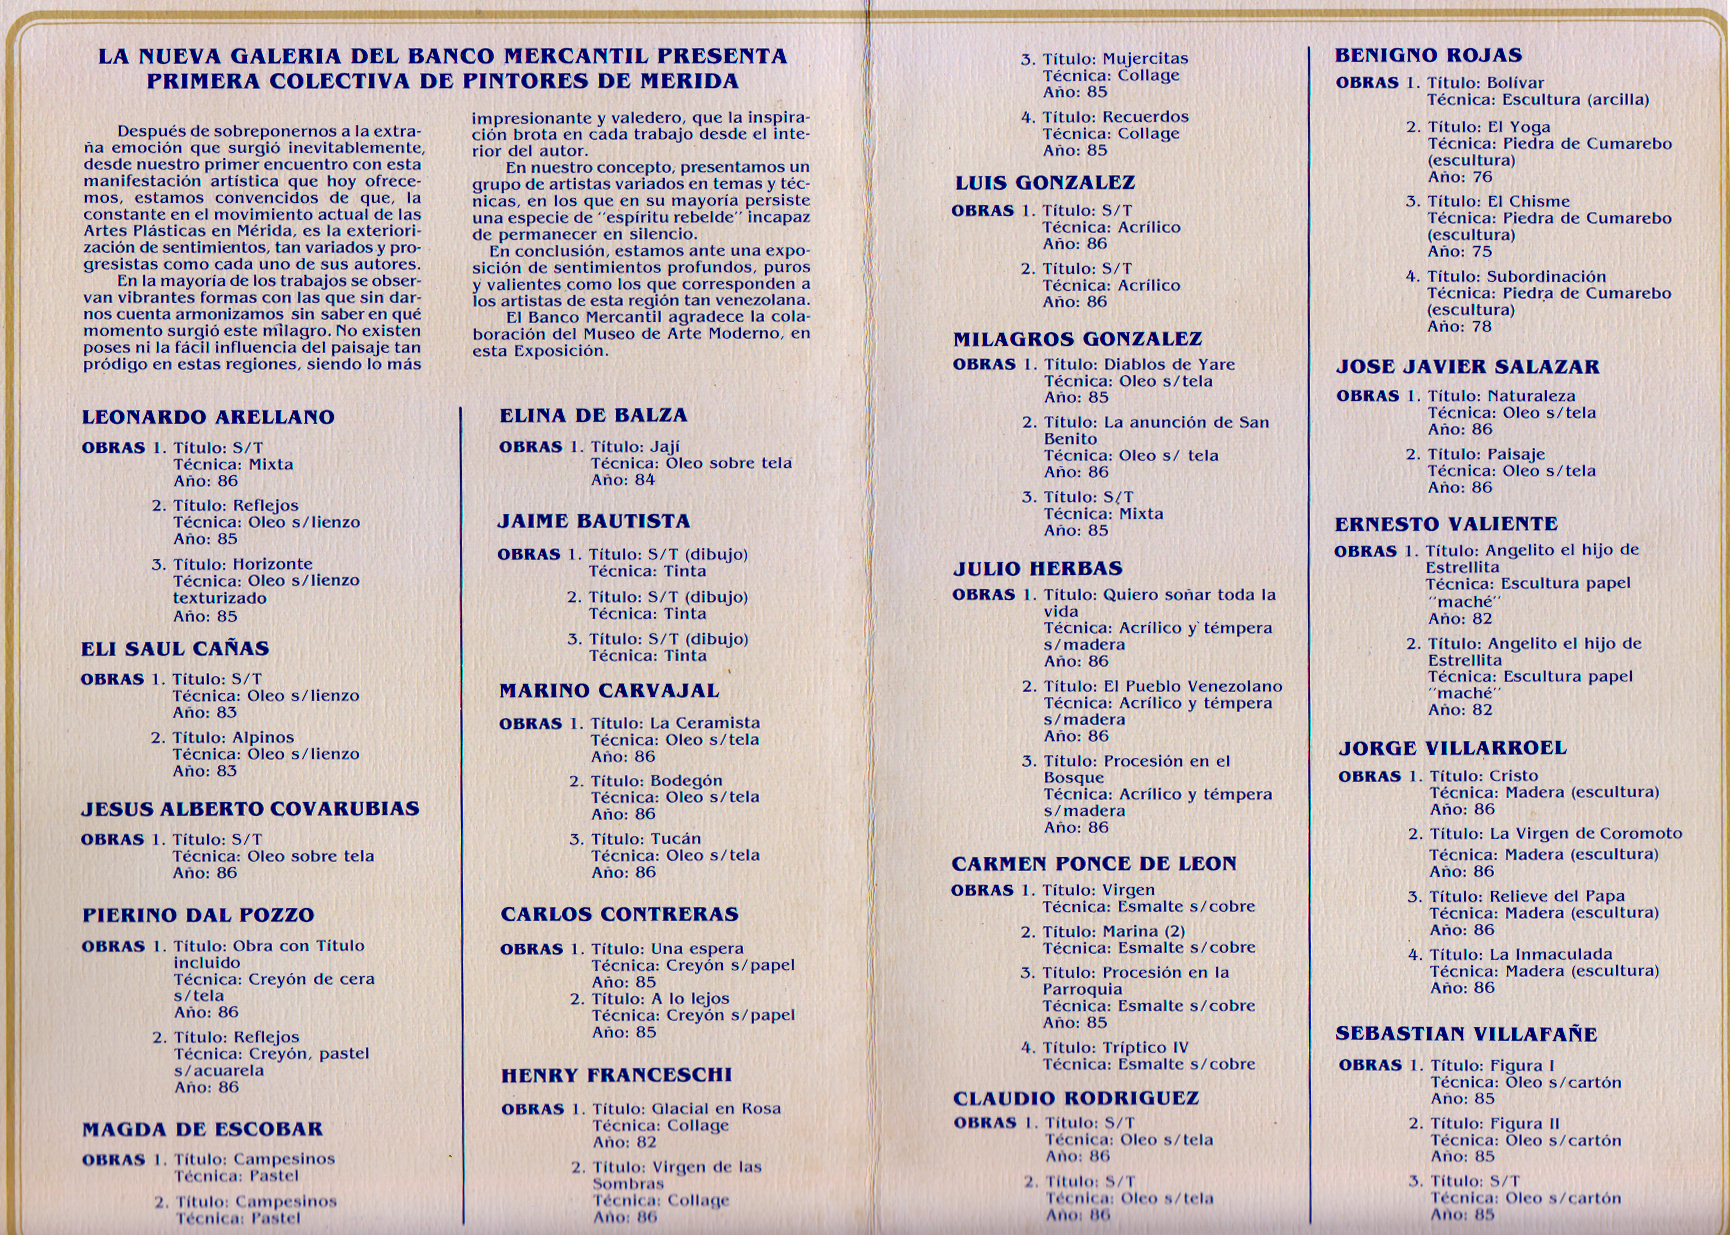 LA NUEVA GALERIA DEL BANCO MERCANTIL PRESENTA
PRIMERA COLECTIVA DE PINTORES DE MERIDA
Después de sobreponernos a la extra-
ña emoción que surgió inevitablemente,
desde nuestro primer encuentro con esta
manifestación artística que hoy ofrece-
mos, estamos convencidos de que, la
constante en el movimiento actual de las
Artes Plásticas en Mérida, es la exteriori-
zación de sentimientos, tan variados y pro-
gresistas como cada uno de sus autores.
En la mayoría de los trabajos se obser-
van vibrantes formas con las que sin dar-
nos cuenta armonizamos sin saber en qué
momento surgió este milagro. No existen
poses ni la fácil influencia del paisaje tan
pródigo en estas regiones, siendo lo más
impresionante y valedero, que la inspira-
ción brota en cada trabajo desde el inte-
rior del autor.
En nuestro concepto, presentamos un
grupo de artistas variados en temas y téc-
nicas, en los que en su mayoría persiste
una especie de "espíritu rebelde" incapaz
de permanecer en silencio.
En conclusión, estamos ante una expo-
sición de sentimientos profundos, puros
y valientes como los que corresponden a
los artistas de esta región tan venezolana.
El Banco Mercantil agradece la cola-
boración del Museo de Arte Moderno, en
esta Exposición.
LEONARDO ARELLANO
OBRAS 1. Título: S/T
Técnica: Mixta
Año: 86
2. Título: Reflejos
Técnica: Oleo s/lienzo
Año: 85
3. Título: Horizonte
Técnica: Oleo s/lienzo
texturizado
Año: 85
ELI SAUL CAÑAS
OBRAS 1. Título: S/T
Técnica: Oleo s/lienzo
Año: 83
2. Título: Alpinos
Técnica: Oleo s/lienzo
Año: 83
JESUS ALBERTO COVARUBIAS
OBRAS 1. Título: S/T
Técnica: Oleo sobre tela
Año: 86
PIERINO DAL POZZO
OBRAS 1. Título: Obra con Título
incluido
Técnica: Creyón de cera
s/tela
Año: 86
2. Título: Reflejos
Técnica: Creyón, pastel
s/acuarela
Año: 86
MAGDA DE ESCOBAR
OBRAS 1. Título: Campesinos
Técnica: Pastel
2. Título: Campesinos
Técnica: Pastel
ELINA DE BALZA
OBRAS 1. Título: Jají
Técnica: Oleo sobre tela
Año: 84
JAIME BAUTISTA
OBRAS 1. Título: S/T (dibujo)
Técnica: Tinta
2. Título: S/T (dibujo)
Técnica: Tinta
3. Título: S/T (dibujo)
Técnica: Tinta
MARINO CARVAJAL
OBRAS 1. Título: La Ceramista
Técnica: Oleo s/tela
Año: 86
2. Título: Bodegón
Técnica: Oleo s/tela
Año: 86
3. Título: Tucán
Técnica: Oleo s/tela
Año: 86
CARLOS CONTRERAS
OBRAS 1. Título: Una espera
Técnica: Creyón s/papel
Año: 85
2. Título: A lo lejos
Técnica: Creyón s/papel
Año: 85
HENRY FRANCESCHI
OBRAS 1. Título: Glacial en Rosa
Técnica: Collage
Año: 82
2. Título: Virgen de las
Sombras
Técnica: Collage
Año: 86
3. Título: Mujercitas
Técnica: Collage
Año: 85
4. Título: Recuerdos
Técnica: Collage
Año: 85
LUIS GONZALEZ
OBRAS 1. Título: S/T
Técnica: Acrílico
Año: 86
2. Título: S/T
Técnica: Acrílico
Año: 86
MILAGROS GONZALEZ
OBRAS 1. Título: Diablos de Yare
Técnica: Oleo s/tela
Año: 85
2. Título: La anunción de San
Benito
Técnica: Oleo s/ tela
Año: 86
3. Título: S/T
Técnica: Mixta
Año: 85
JULIO HERBAS
OBRAS 1. Título: Quiero soñar toda la
vida
Técnica: Acrílico y témpera
s/madera
Año: 86
2. Título: El Pueblo Venezolano
Técnica: Acrílico y témpera
s/madera
Año: 86
3. Título: Procesión en el
Bosque
Técnica: Acrílico y témpera
s/madera
Año: 86
CARMEN PONCE DE LEON
OBRAS 1. Título: Virgen
Técnica: Esmalte s/cobre
2. Título: Marina (2)
Técnica: Esmalte s/cobre
3. Título: Procesión en la
Parroquia
Técnica: Esmalte s/cobre
Año: 85
4. Título: Tríptico IV
Técnica: Esmalte s/cobre
CLAUDIO RODRIGUEZ
OBRAS 1. Título: S/T
Técnica: Oleo s/tela
Año: 86
2. Título: S/T
Técnica: Oleo s/tela
Año: 86
BENIGNO ROJAS
OBRAS 1. Título: Bolívar
Técnica: Escultura (arcilla)
2. Título: El Yoga
Técnica: Piedra de Cumarebo
(escultura)
Año: 76
3. Título: El Chisme
Técnica: Piedra de Cumarebo
(escultura)
Año: 75
4. Título: Subordinación
Técnica: Piedra de Cumarebo
(escultura)
Año: 78
JOSE JAVIER SALAZAR
OBRAS 1. Título: Naturaleza
Técnica: Oleo s/tela
Año: 86
2. Título: Paisaje
Técnica: Oleo s/tela
Año: 86
ERNESTO VALIENTE
OBRAS 1. Título: Angelito el hijo de
Estrellita
Técnica: Escultura papel
"maché"
Año: 82
2. Título: Angelito el hijo de
Estrellita
Técnica: Escultura papel
"maché"
Año: 82
JORGE VILLARROEL
OBRAS 1. Título: Cristo
Técnica: Madera (escultura)
Año: 86
2. Título: La Virgen de Coromoto
Técnica: Madera (escultura)
Año: 86
3. Título: Relieve del Papa
Técnica: Madera (escultura)
Año: 86
4. Título: La Inmaculada
Técnica: Madera (escultura)
Año: 86
SEBASTIAN VILLAFAÑE
OBRAS 1. Título: Figura I
Técnica: Oleo s/cartón
Año: 85
2. Título: Figura II
Técnica: Oleo s/cartón
Año: 85
3. Título: S/T
Técnica: Oleo s/cartón
Año: 85